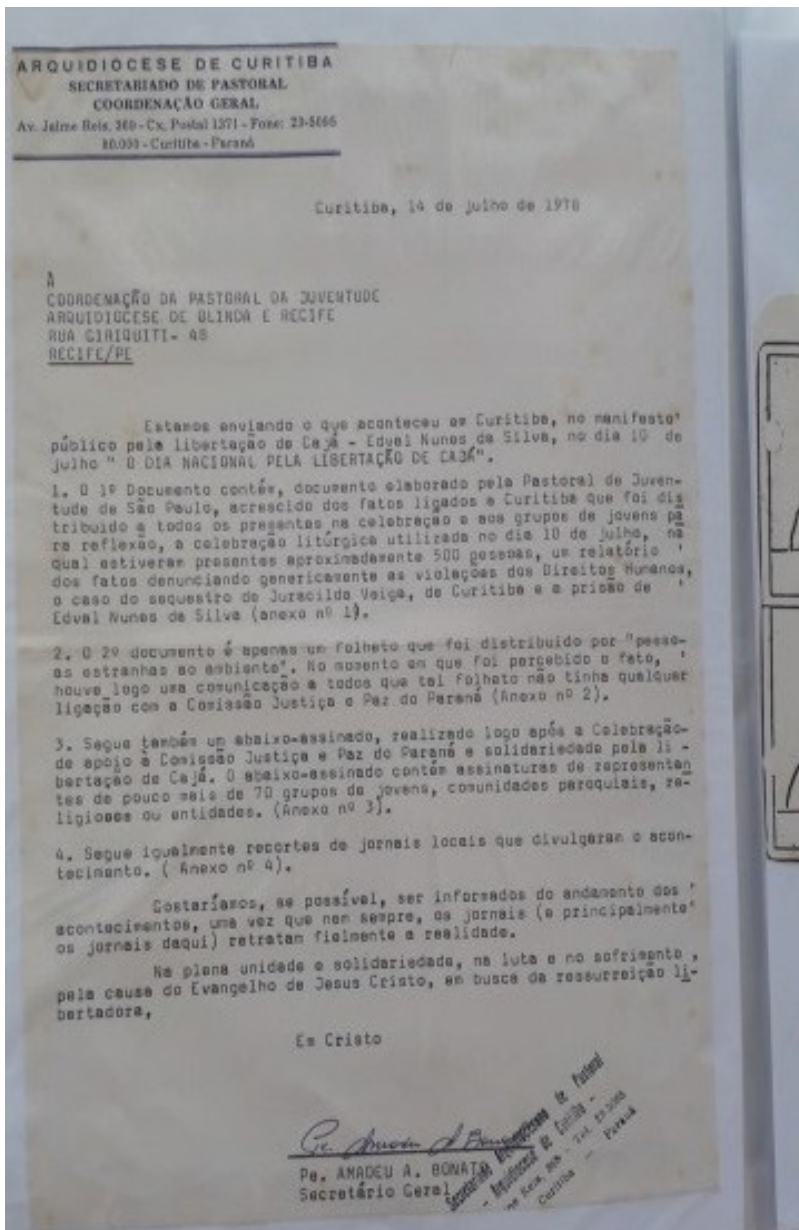 ARQUIDIOCESE DE CURITIBA
SECRETARIADO DE PASTORAL
COORDENAÇÃO GERAL
Av. Jaime Reis, 369 - Cx. Postal 1371 - Fone: 23-5695
80.000 - Curitiba - Paraná
Curitiba, 14 de julho de 1978
À
COORDENAÇÃO DA PASTORAL DA JUVENTUDE
ARQUIDIOCESE DE OLINDA E RECIFE
RUA GIRIQUITI- 48
RECIFE/PE
Estamos enviando o que aconteceu em Curitiba, no manifesto'
público pela libertação de Cajá - Edval Nunes da Silva, no dia 10 de
julho " O DIA NACIONAL PELA LIBERTAÇÃO DE CAJÁ".
1. O 1º Documento contém, documento elaborado pela Pastoral de Juven-
tude de São Paulo, acrescido dos fatos ligados a Curitiba que foi dis
tribuido a todos os presentes na celebração e aos grupos de jovens pa
ra reflexão, a celebração litúrgica utilizada no dia 10 de julho, na
qual estiveram presentes aproximadamente 500 pessoas, um relatório '
dos fatos denunciando genericamente as violações dos Direitos Humanos,
o caso do sequestro de Juracilda Veiga, de Curitiba e a prisão de '
Edval Nunes da Silva (anexo nº 1).
2. O 2º documento é apenas um folheto que foi distribuido por "pesso-
as estranhas ao ambiente". No momento em que foi percebido o fato, '
houve logo uma comunicação a todos que tal folheto não tinha qualquer
ligação com a Comissão Justiça e Paz do Paraná (Anexo nº 2).
3. Segue também um abaixo-assinado, realizado logo após a Celebração-
de apoio à Comissão Justiça e Paz do Paraná e solidariedade pela li -
bertação de Cajá. O abaixo-assinado contém assinaturas de representan
tes de pouco mais de 70 grupos de jovens, comunidades paroquiais, re-
ligiosos ou entidades. (Anexo nº 3).
4. Segue igualmente recortes de jornais locais que divulgaram o acon-
tecimento. ( Anexo nº 4).
Gostaríamos, se possível, ser informados do andamento dos '
acontecimentos, uma vez que nem sempre, os jornais (e principalmente'
os jornais daqui) retratam fielmente a realidade.
Na plena unidade e solidariedade, na luta e no sofrimento ,
pela causa do Evangelho de Jesus Cristo, em busca da ressurreição li-
bertadora,
Em Cristo
Pe. Amadeu A. Bonato
Pe. AMADEU A. BONATO
Secretário Geral
Secretariado Arquidiocesano de Pastoral
- Arquidiocese de Curitiba -
Curitiba - Paraná